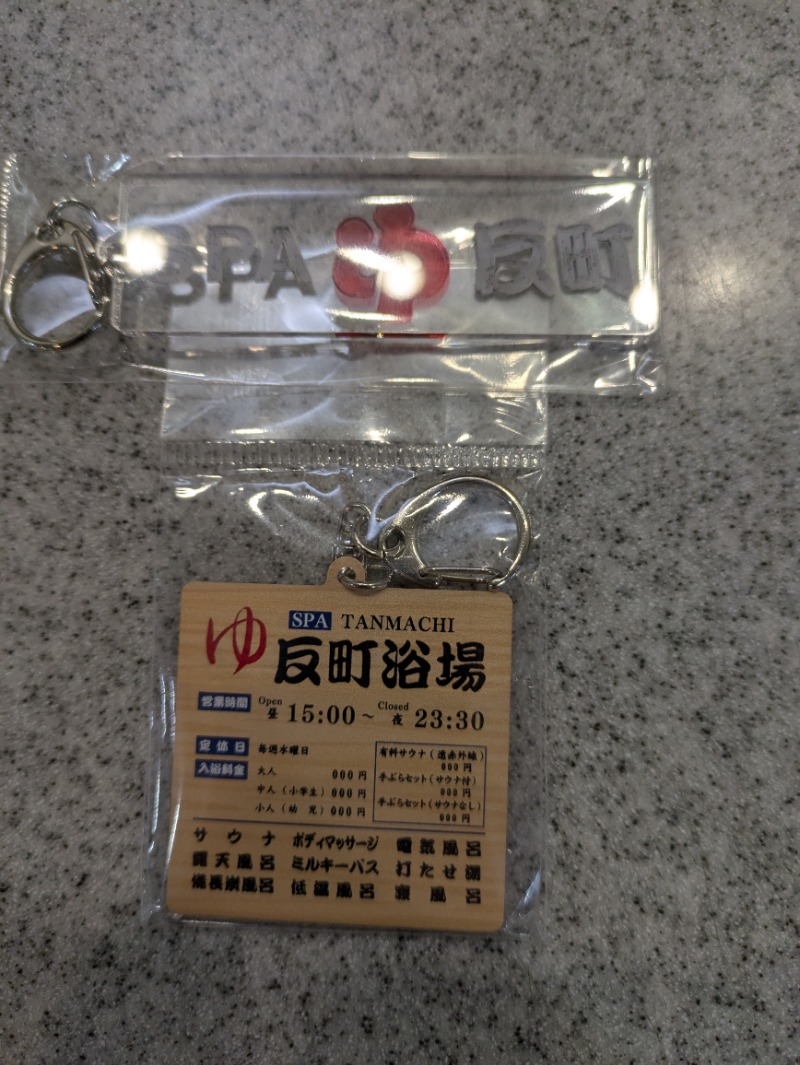 SPA ゆ 反町
SPA TANMACHI
ゆ 反町浴場
営業時間 Open 昼 15:00 ~ Closed 夜 23:30
定休日 毎週水曜日
入浴料金 大人 000円
中人（小学生）000円
小人（幼児）000円
有料サウナ（遠赤外線）
000円
手ぶらセット（サウナ付）
000円
手ぶらセット（サウナなし）
000円
サウナ ボディマッサージ 電気風呂
露天風呂 ミルキーバス 打たせ湯
備長炭風呂 低温風呂 寝風呂